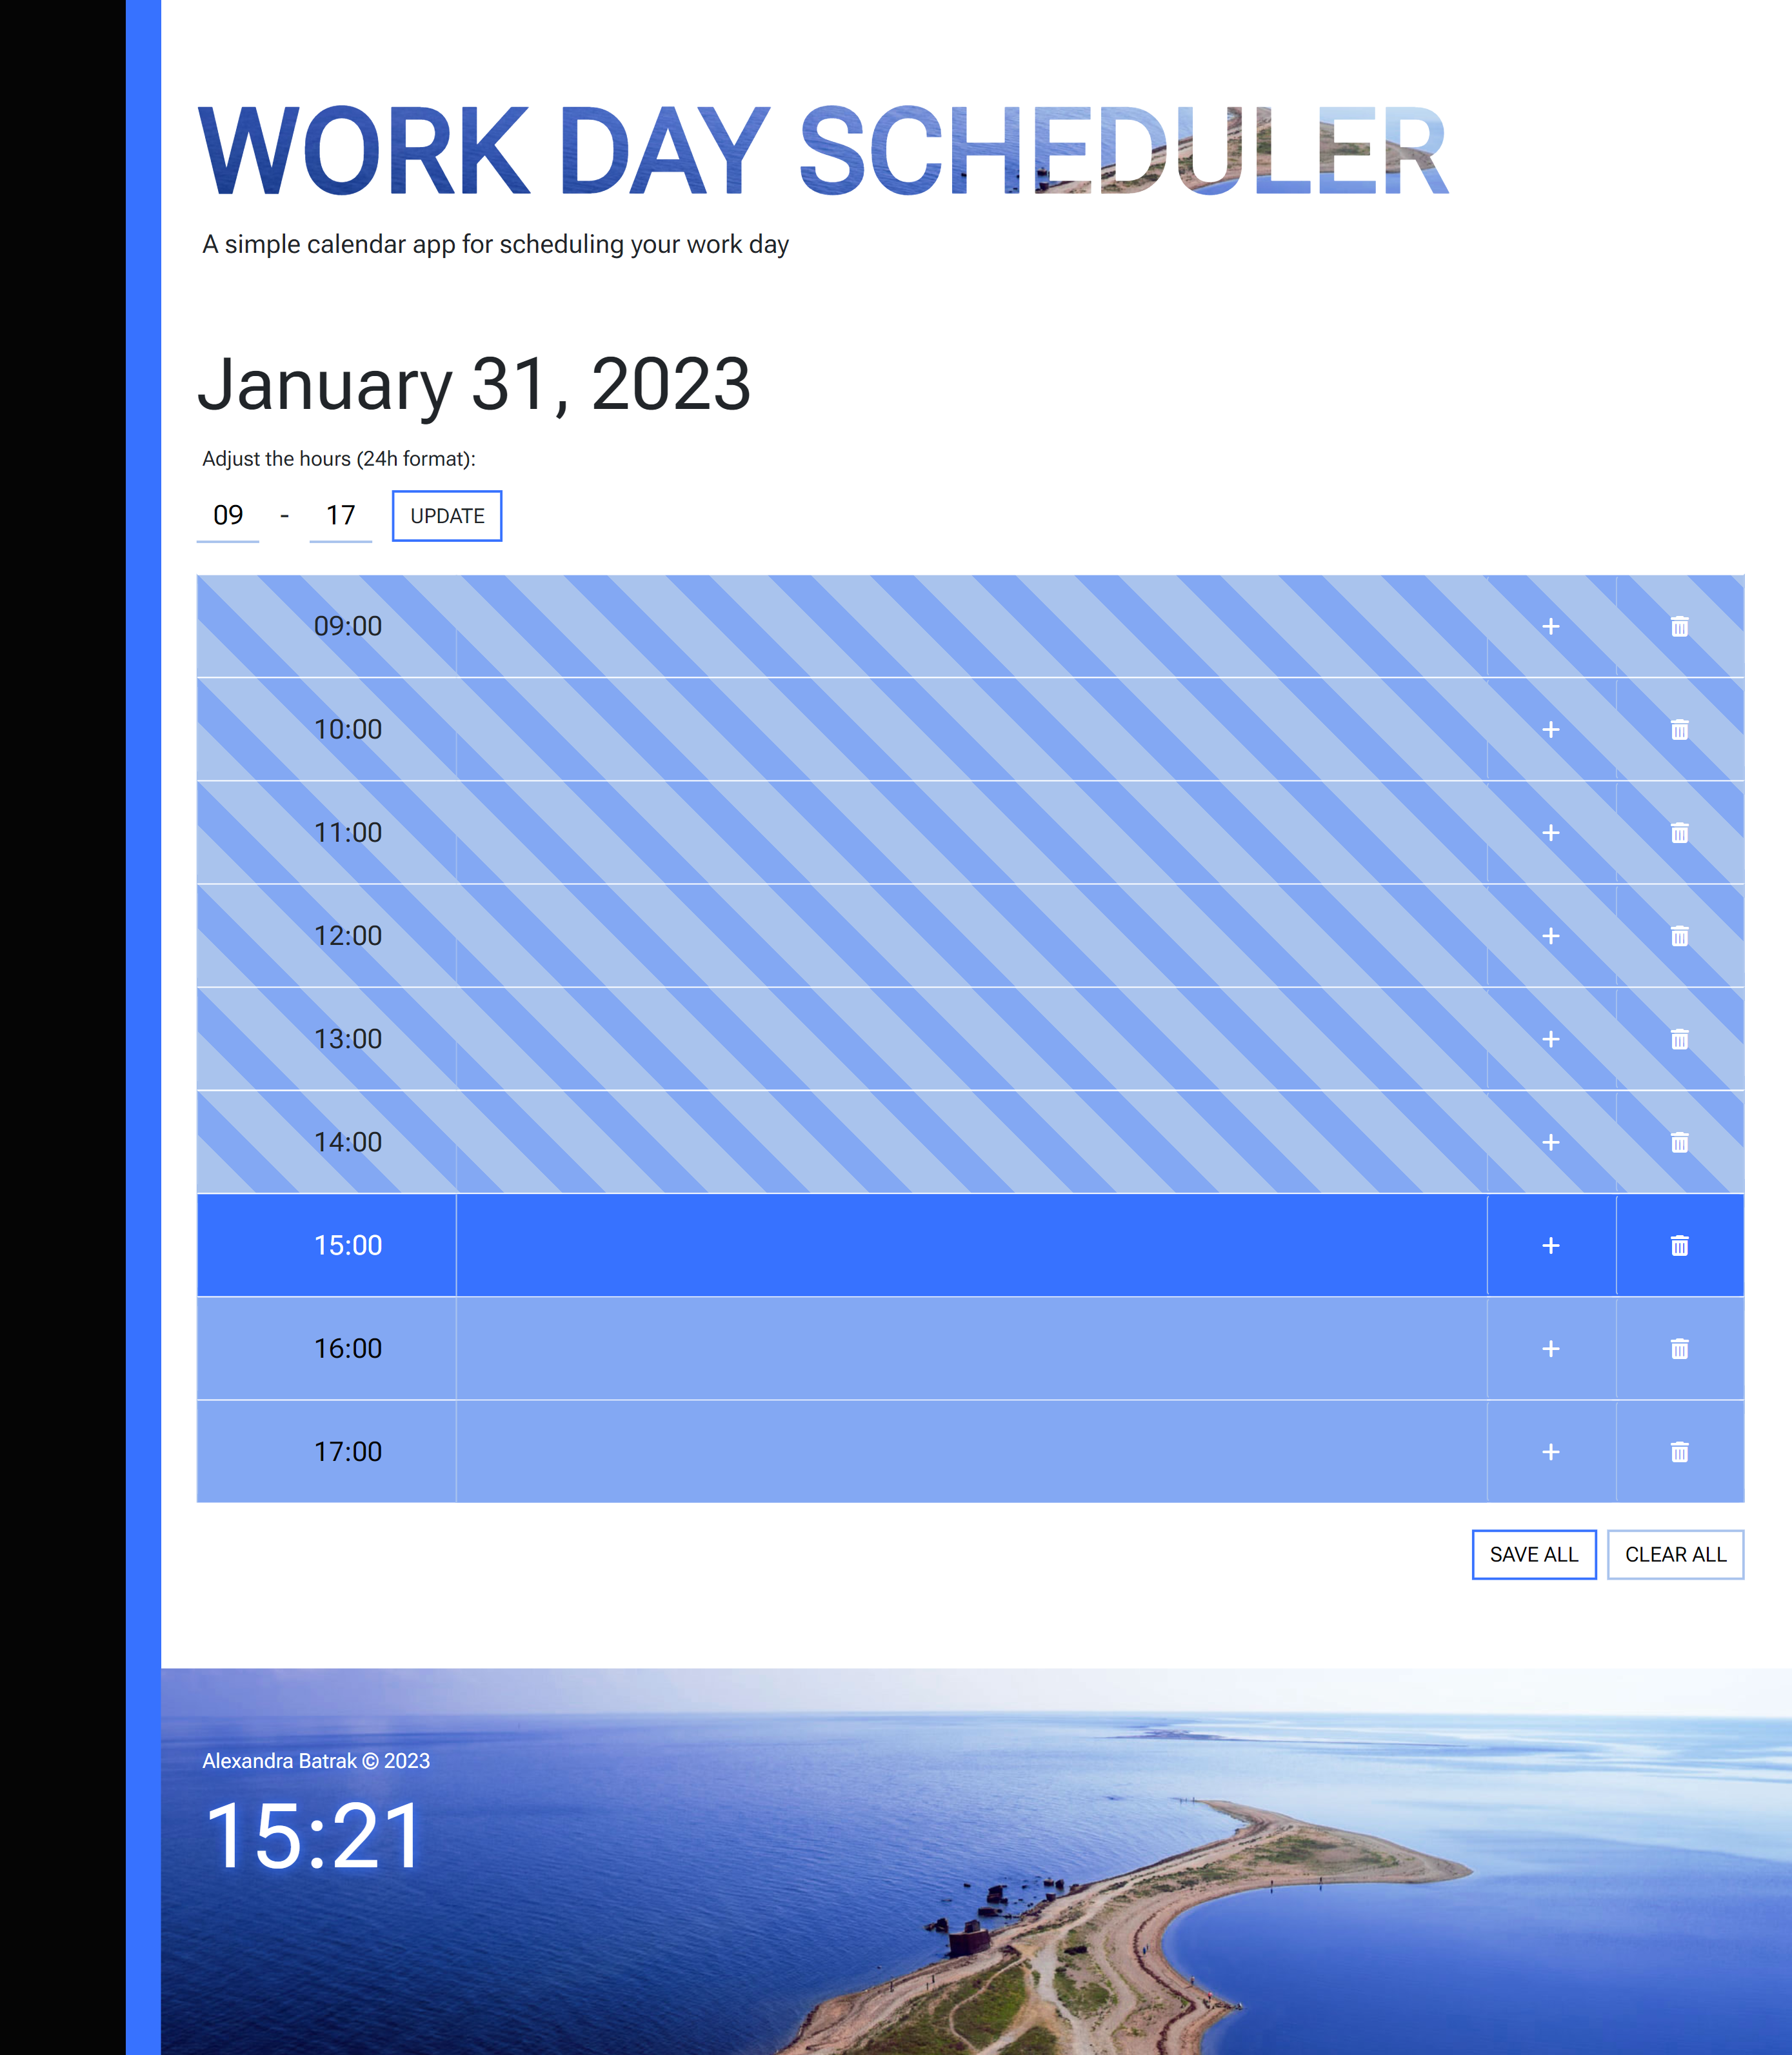 WORK DAY SCHEDULER
A simple calendar app for scheduling your work day
January 31, 2023
Adjust the hours (24h format):
09 - 17 UPDATE
09:00
10:00
11:00
12:00
13:00
14:00
15:00
16:00
17:00
SAVE ALL CLEAR ALL
Alexandra Batrak © 2023
15:21